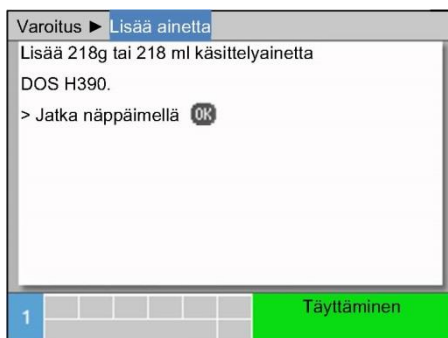 Varoitus ► Lisää ainetta
Lisää 218g tai 218 ml käsittelyainetta
DOS H390.
> Jatka näppäimellä OK
1
Täyttäminen